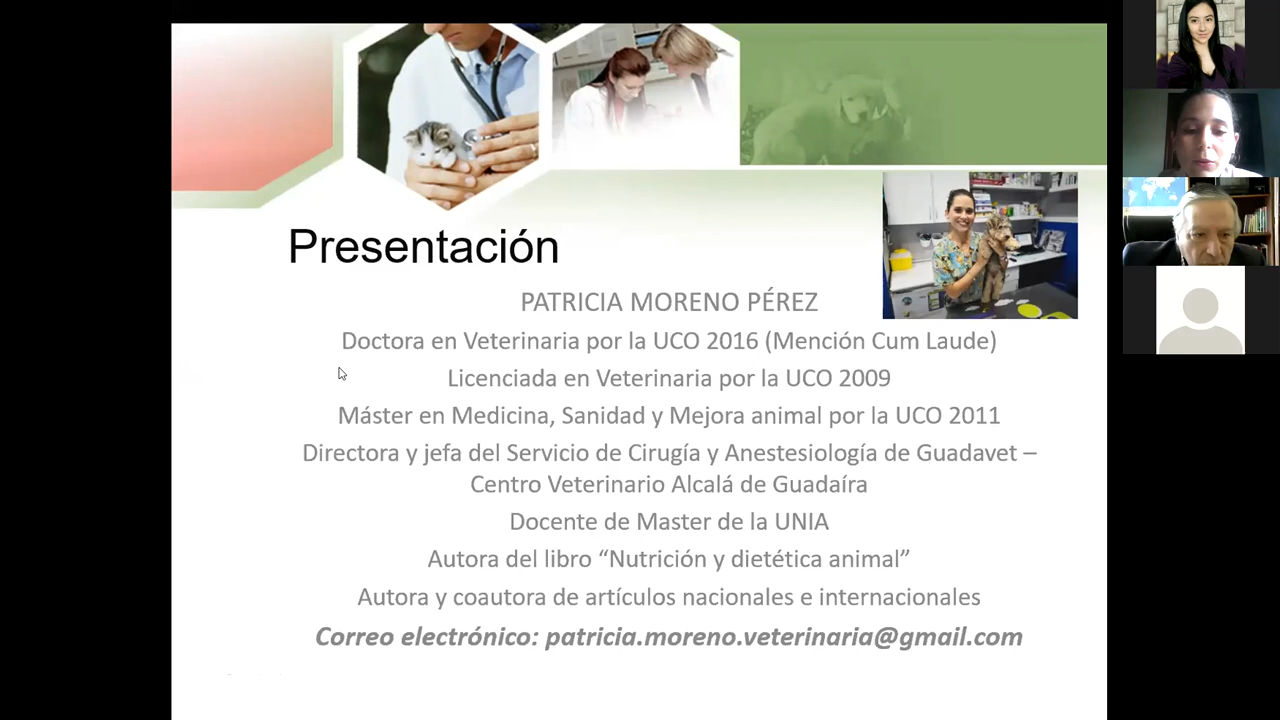 Presentación
PATRICIA MORENO PÉREZ
Doctora en Veterinaria por la UCO 2016 (Mención Cum Laude)
Licenciada en Veterinaria por la UCO 2009
Máster en Medicina, Sanidad y Mejora animal por la UCO 2011
Directora y jefa del Servicio de Cirugía y Anestesiología de Guadavet –
Centro Veterinario Alcalá de Guadaíra
Docente de Master de la UNIA
Autora del libro “Nutrición y dietética animal”
Autora y coautora de artículos nacionales e internacionales
Correo electrónico: patricia.moreno.veterinaria@gmail.com